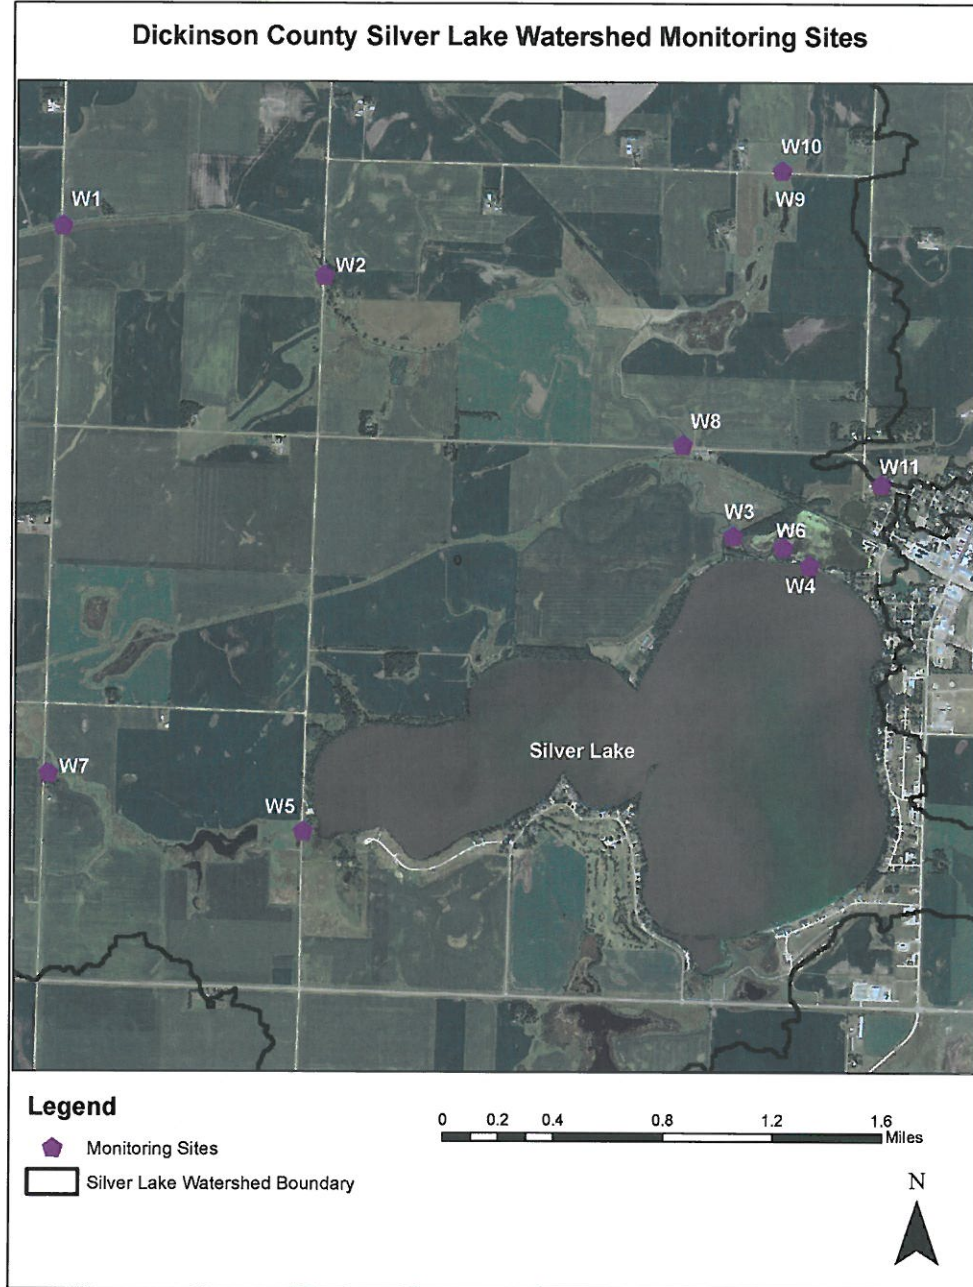 Dickinson County Silver Lake Watershed Monitoring Sites
W10
W9
W1
W2
W8
W11
W3
W6
W4
Silver Lake
W7
W5
Legend
Monitoring Sites
Silver Lake Watershed Boundary
0 0.2 0.4 0.8 1.2 1.6
Miles
N